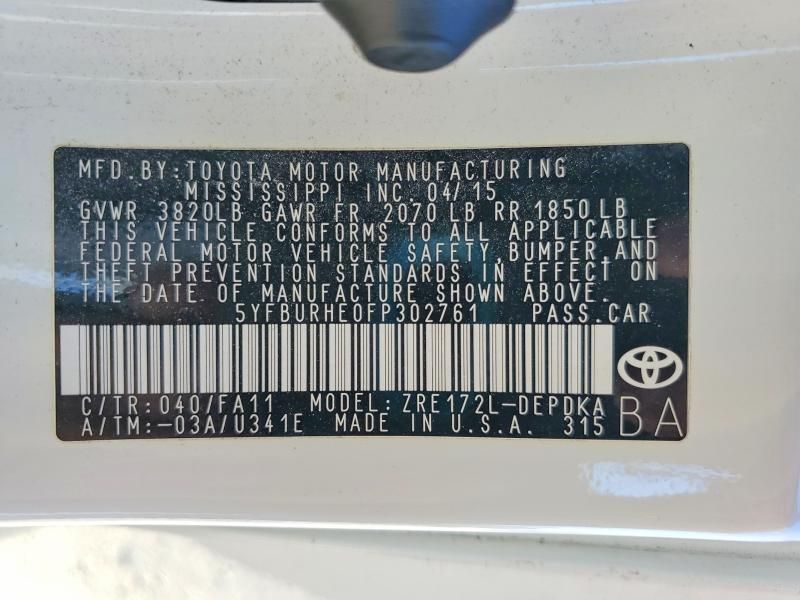 MFD.BY:TOYOTA MOTOR MANUFACTURING
MISSISSIPPI INC.04/15
GVWR 3820LB GAWR FR 2070 LB RR 1850 LB
THIS VEHICLE CONFORMS TO ALL APPLICABLE
FEDERAL MOTOR VEHICLE SAFETY,BUMPER,AND
THEFT PREVENTION STANDARDS IN EFFECT ON
THE DATE OF MANUFACTURE SHOWN ABOVE.
5YFBURHE0FP302761 PASS.CAR
C/TR:040/FA11 MODEL:ZRE172L-DEPDKA
A/TM:-03A/U341E MADE IN U.S.A. 315 BA